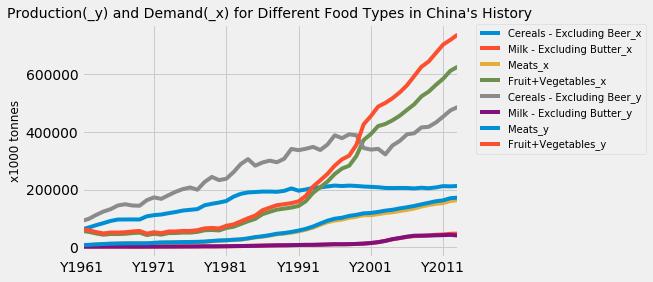 Production(_y) and Demand(_x) for Different Food Types in China's History
Cereals - Excluding Beer_x
Milk - Excluding Butter_x
Meats_x
Fruit+Vegetables_x
Cereals - Excluding Beer_y
Milk - Excluding Butter_y
Meats_y
Fruit+Vegetables_y
x1000 tonnes
600000
400000
200000
0
Y1961 Y1971 Y1981 Y1991 Y2001 Y2011